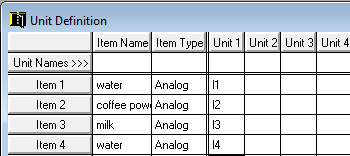 Unit Definition
Item Name Item Type Unit 1 Unit 2 Unit 3 Unit 4
Unit Names >>>
Item 1 water Analog I1
Item 2 coffee pow Analog I2
Item 3 milk Analog I3
Item 4 water Analog I4